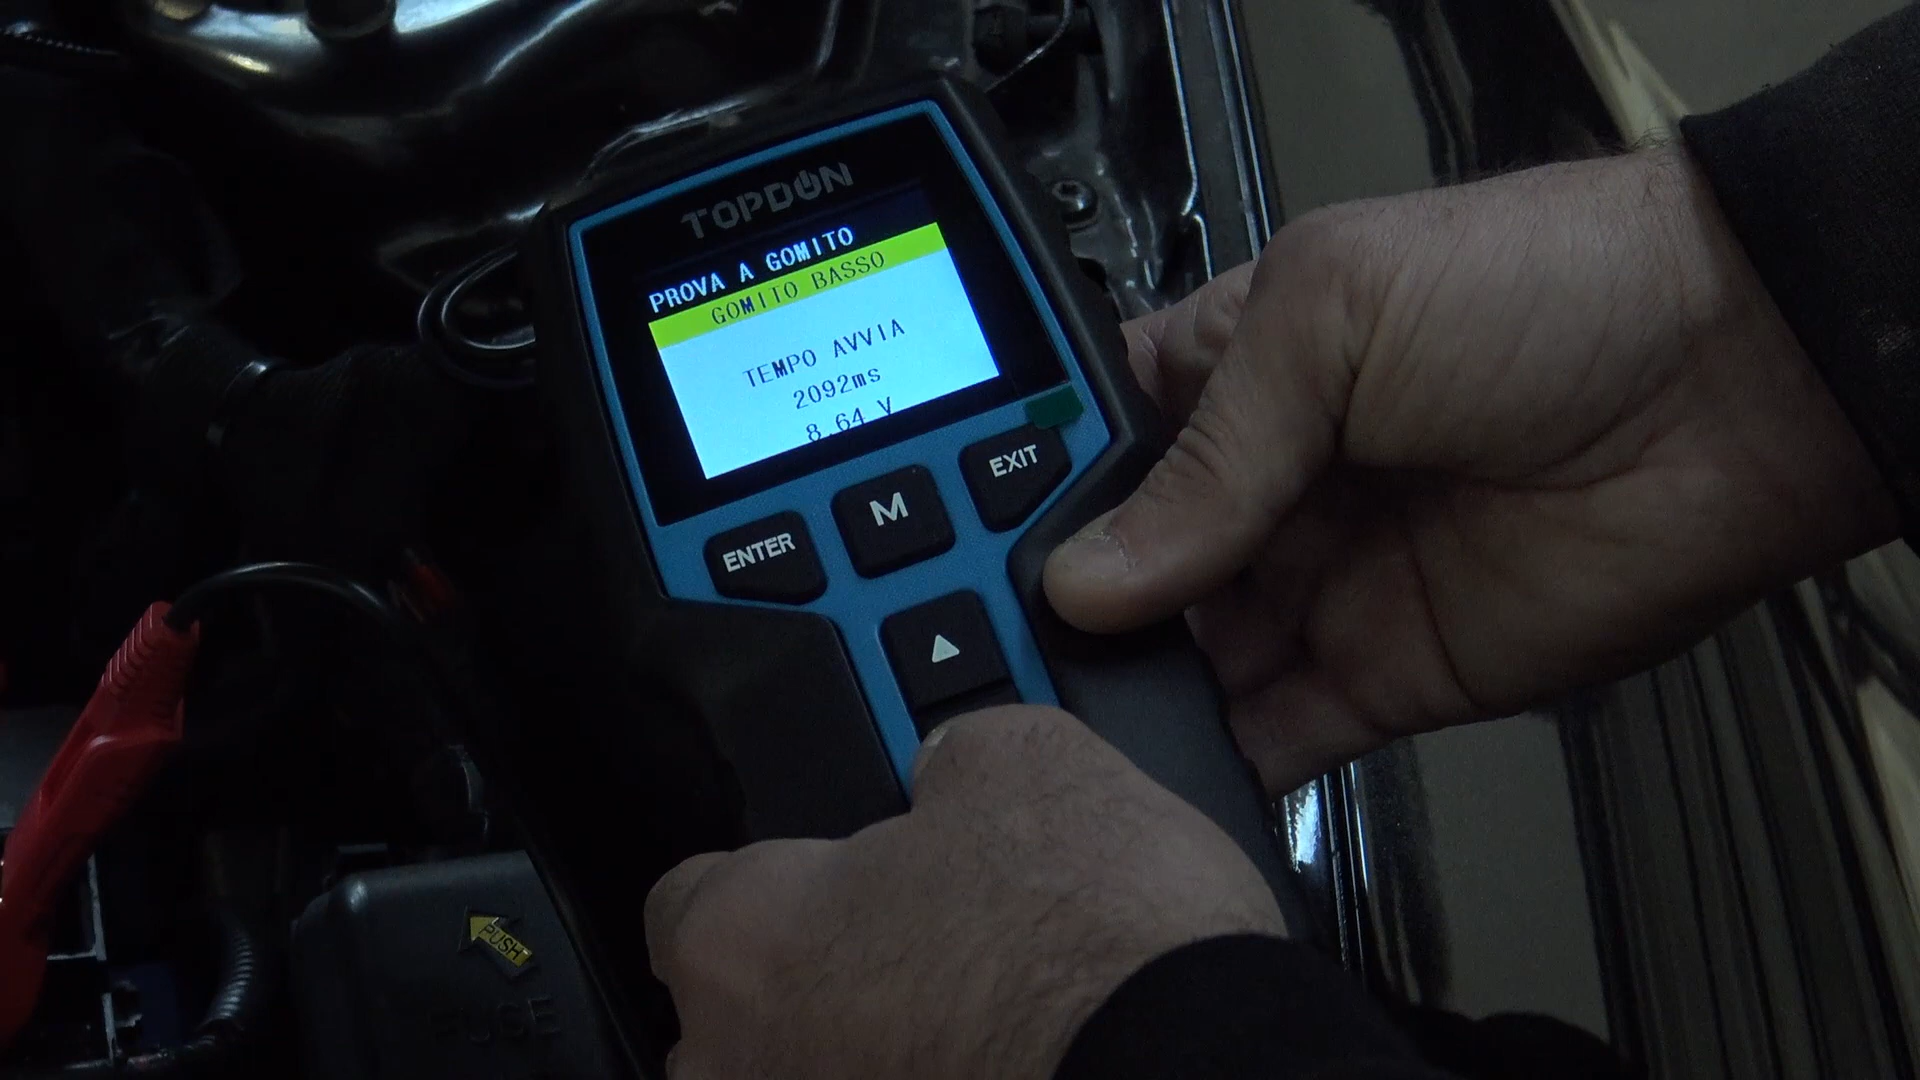 TOPDON
PROVA A GOMITO
GOMITO BASSO
TEMPO AVVIA
2092ms
8.64 V
EXIT
M
ENTER
PUSH
FUSE